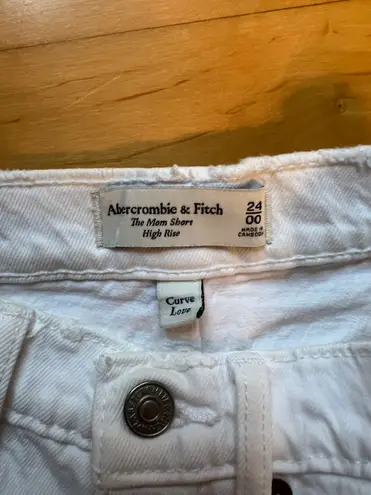 Abercrombie & Fitch
The Mom Short
High Rise
24
00
MADE IN
CAMBODIA
Curve
Love